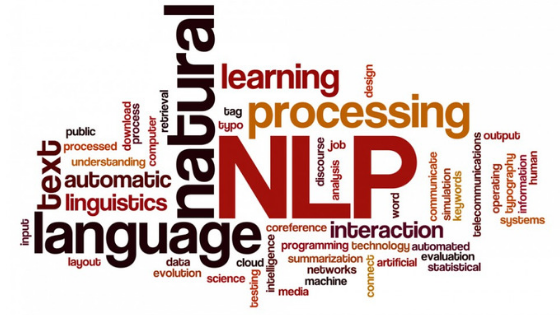 natural
learning
design
tag
typo
processing
public
download
process
computer
retrieval
processed
understanding
text
automatic
linguistics
NLP
discourse
job
analysis
word
communicate
simulation
keywords
telecommunications
output
operating
typography
information
human
systems
input
language
coreference
interaction
layout
data
evolution
science
cloud
testing
intelligence
programming
technology
automated
summarization
networks
machine
media
connect
artificial
evaluation
statistical